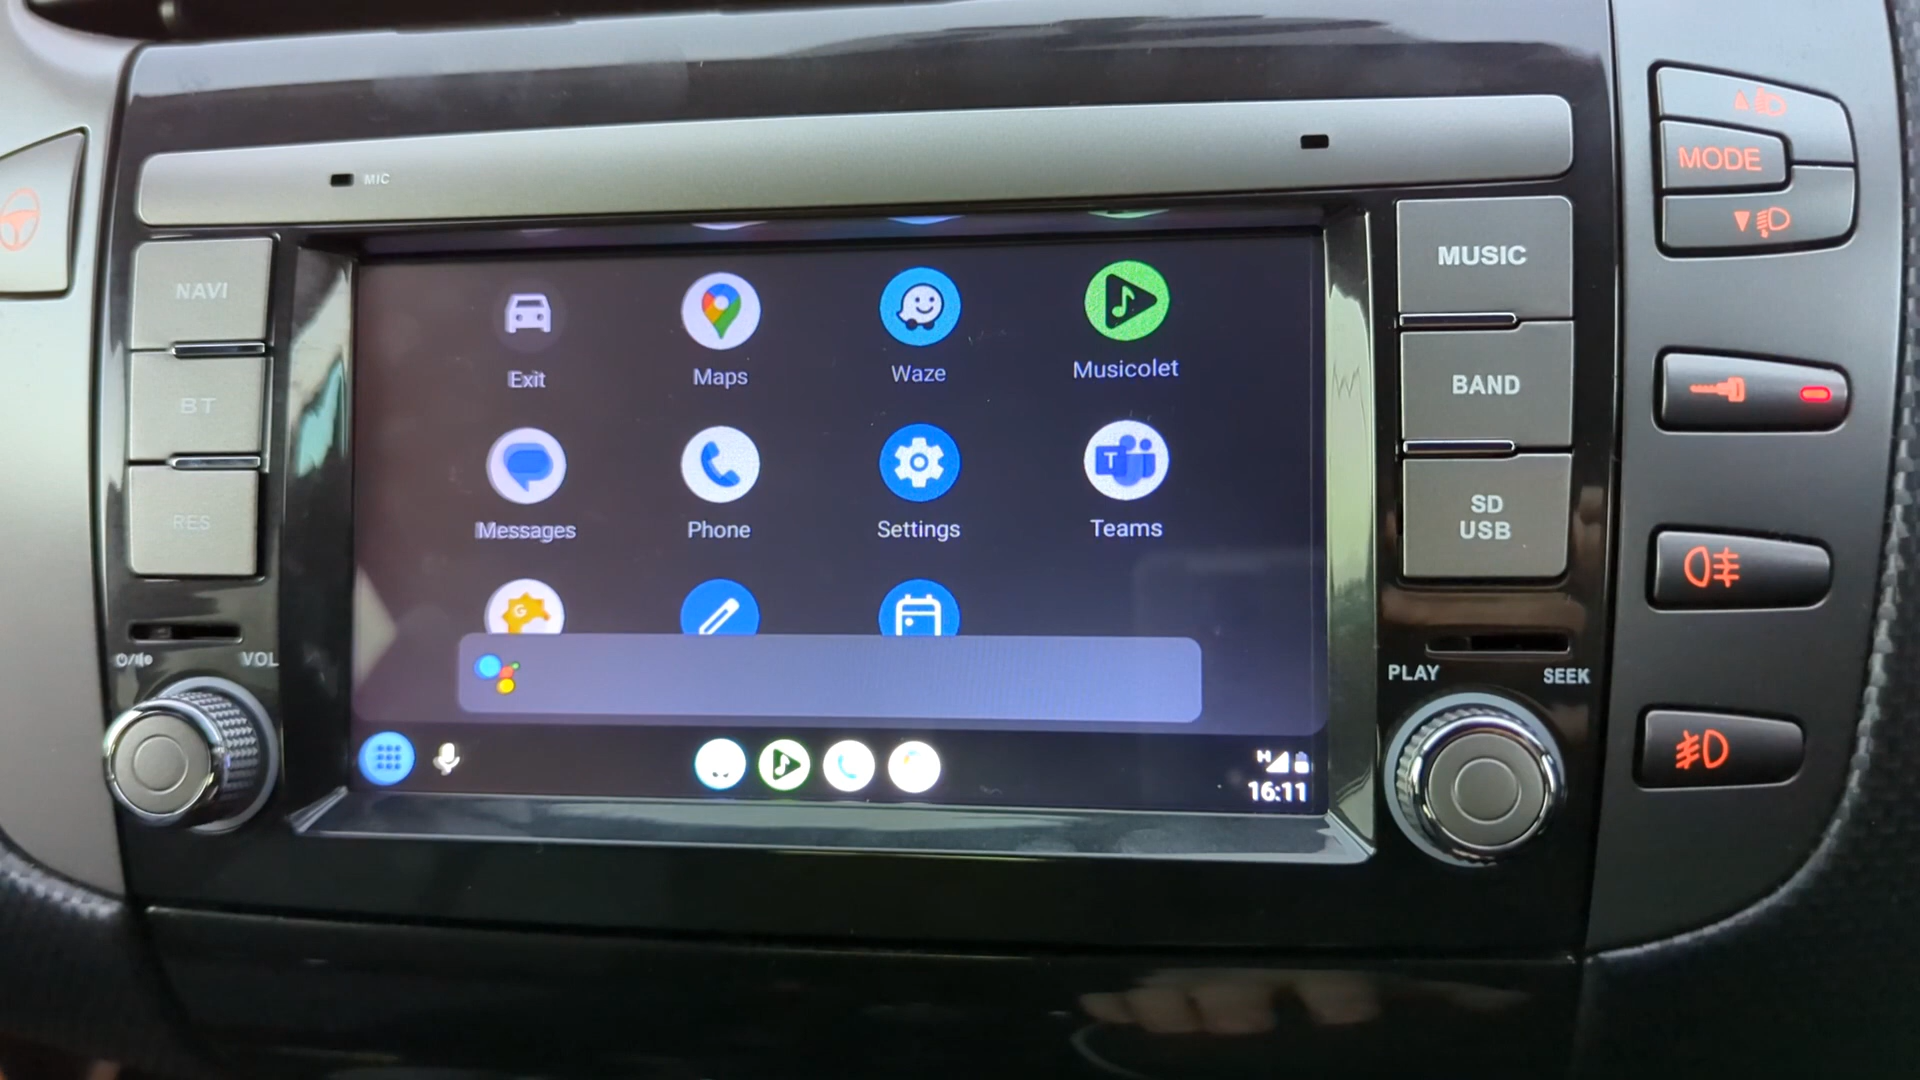 MIC
NAVI
BT
RES
VOL
Exit
Maps
Waze
Musicolet
Messages
Phone
Settings
T
Teams
G
H
16:11
MUSIC
BAND
SD
USB
PLAY
SEEK
MODE